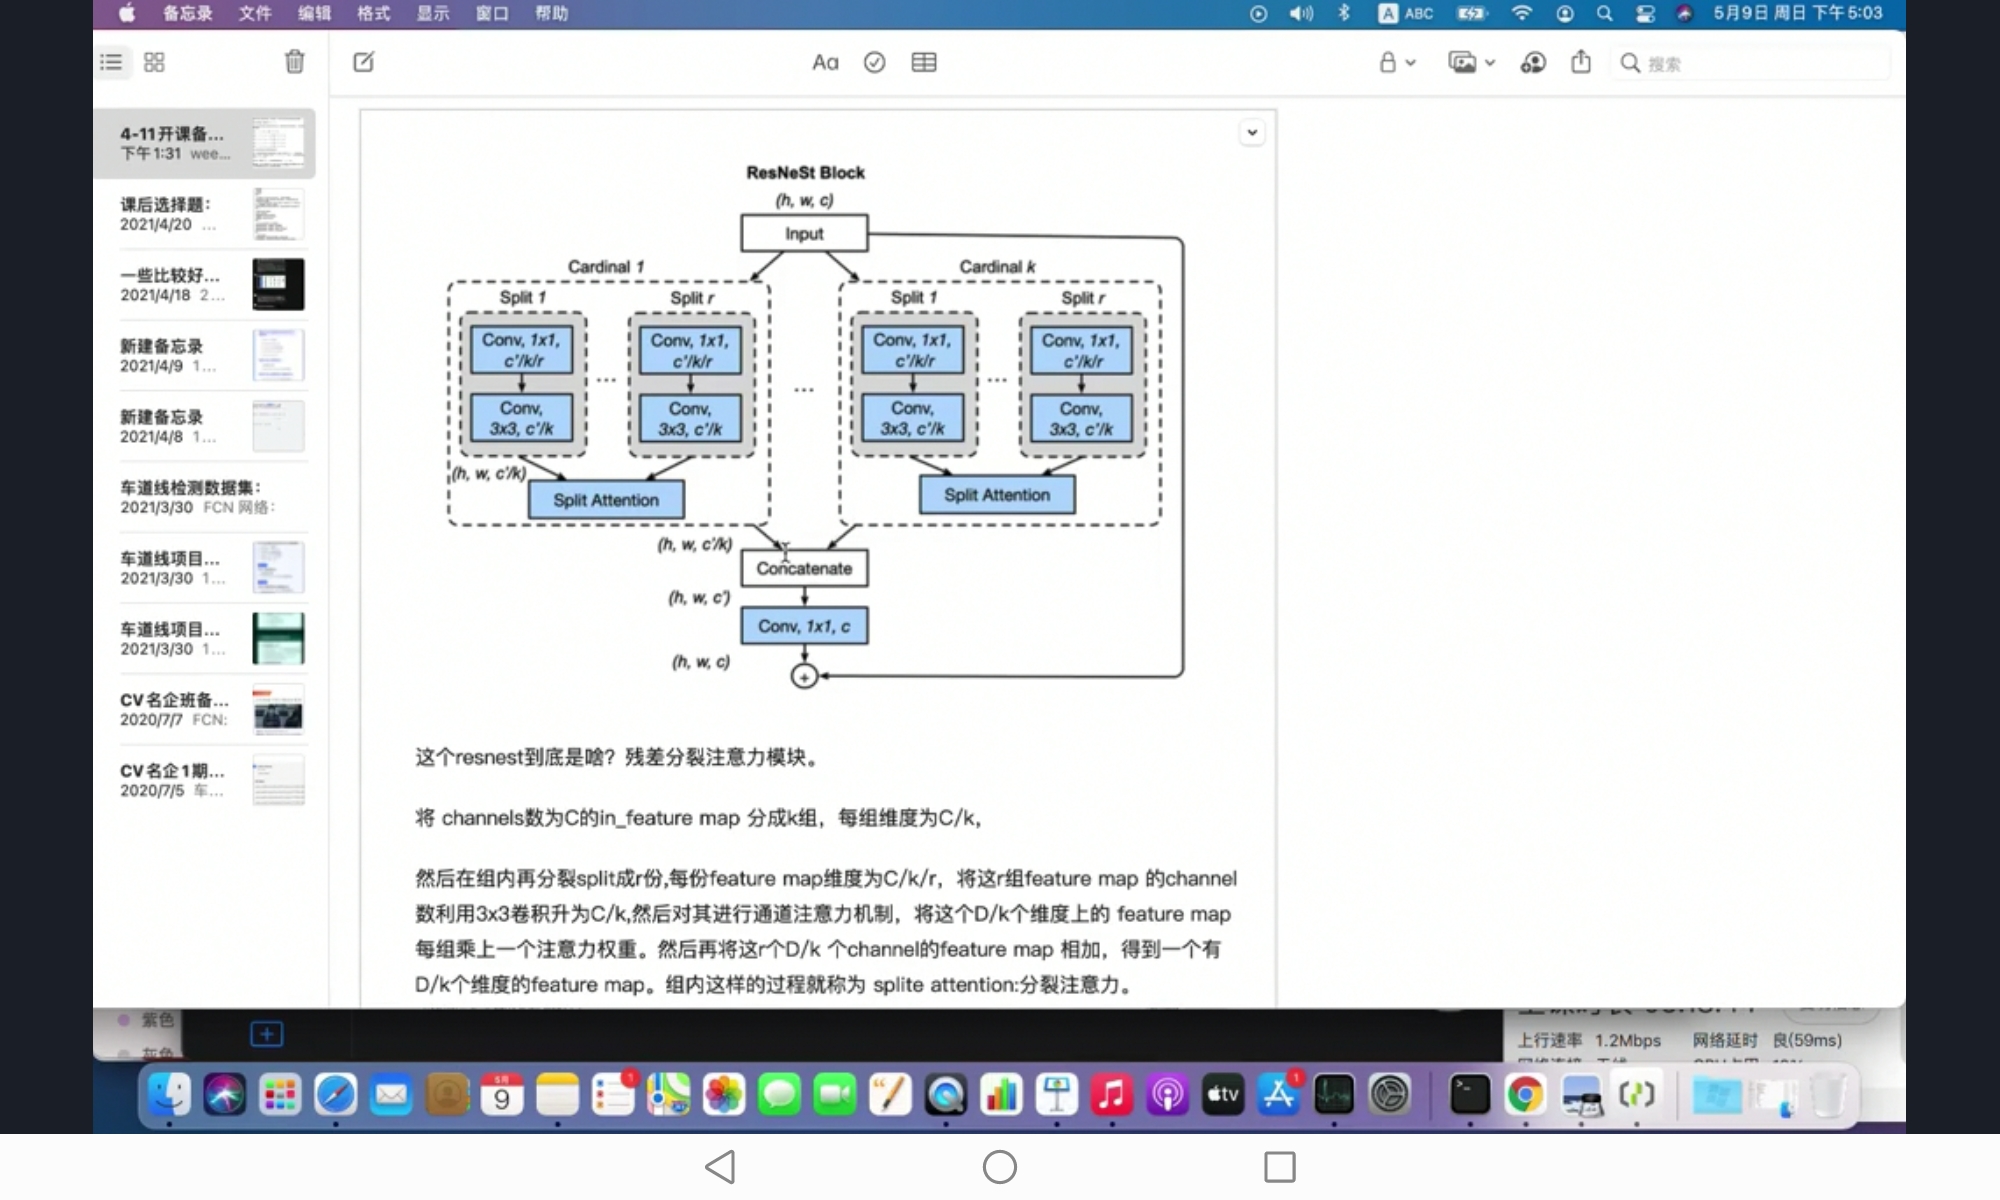 备忘录 文件 编辑 格式 显示 窗口 帮助 A ABC 5月9日 周日 下午5:03
Aa 搜索
4-11开课备...
下午1:31 wee...
课后选择题：
2021/4/20 ...
一些比较好...
2021/4/18 2...
新建备忘录
2021/4/9 1...
新建备忘录
2021/4/8 1...
车道线检测数据集：
2021/3/30 FCN 网络：
车道线项目...
2021/3/30 1...
车道线项目...
2021/3/30 1...
CV名企班备...
2020/7/7 FCN:
CV名企1期...
2020/7/5 车...
ResNeSt Block
(h, w, c)
Input
Cardinal 1 Cardinal k
Split 1 Split r Split 1 Split r
Conv, 1x1, Conv, 1x1, Conv, 1x1, Conv, 1x1,
c'/k/r c'/k/r c'/k/r c'/k/r
... ... ...
Conv, Conv, Conv, Conv,
3x3, c'/k 3x3, c'/k 3x3, c'/k 3x3, c'/k
(h, w, c'/k)
Split Attention Split Attention
(h, w, c'/k)
Concatenate
(h, w, c')
Conv, 1x1, c
(h, w, c)
+
这个resnest到底是啥？残差分裂注意力模块。
将 channels数为C的in_feature map 分成k组，每组维度为C/k,
然后在组内再分裂split成r份,每份feature map维度为C/k/r，将这r组feature map 的channel
数利用3x3卷积升为C/k,然后对其进行通道注意力机制，将这个D/k个维度上的 feature map
每组乘上一个注意力权重。然后再将这r个D/k 个channel的feature map 相加，得到一个有
D/k个维度的feature map。组内这样的过程就称为 splite attention:分裂注意力。
紫色
灰色
上行速率 1.2Mbps 网络延时 良(59ms)
5月
9
1
tv
1